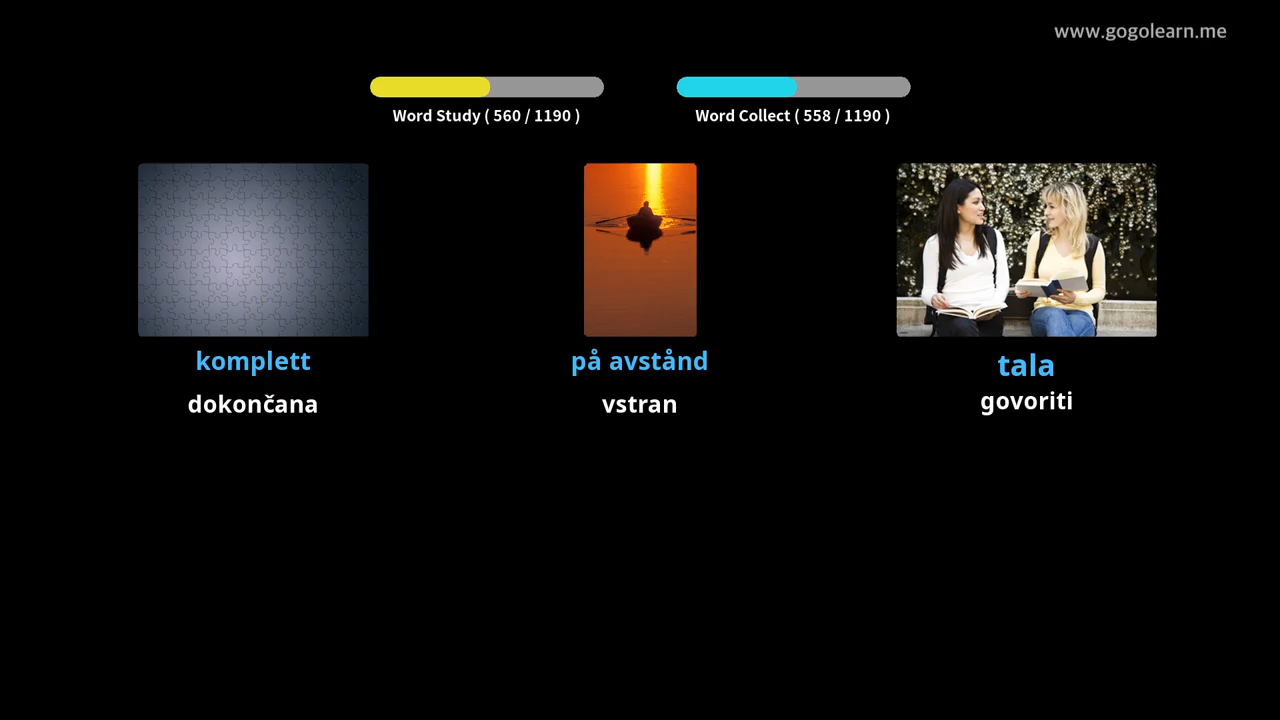 www.gogolearn.me
Word Study ( 560 / 1190 )
Word Collect ( 558 / 1190 )
komplett
dokončana
på avstånd
vstran
tala
govoriti